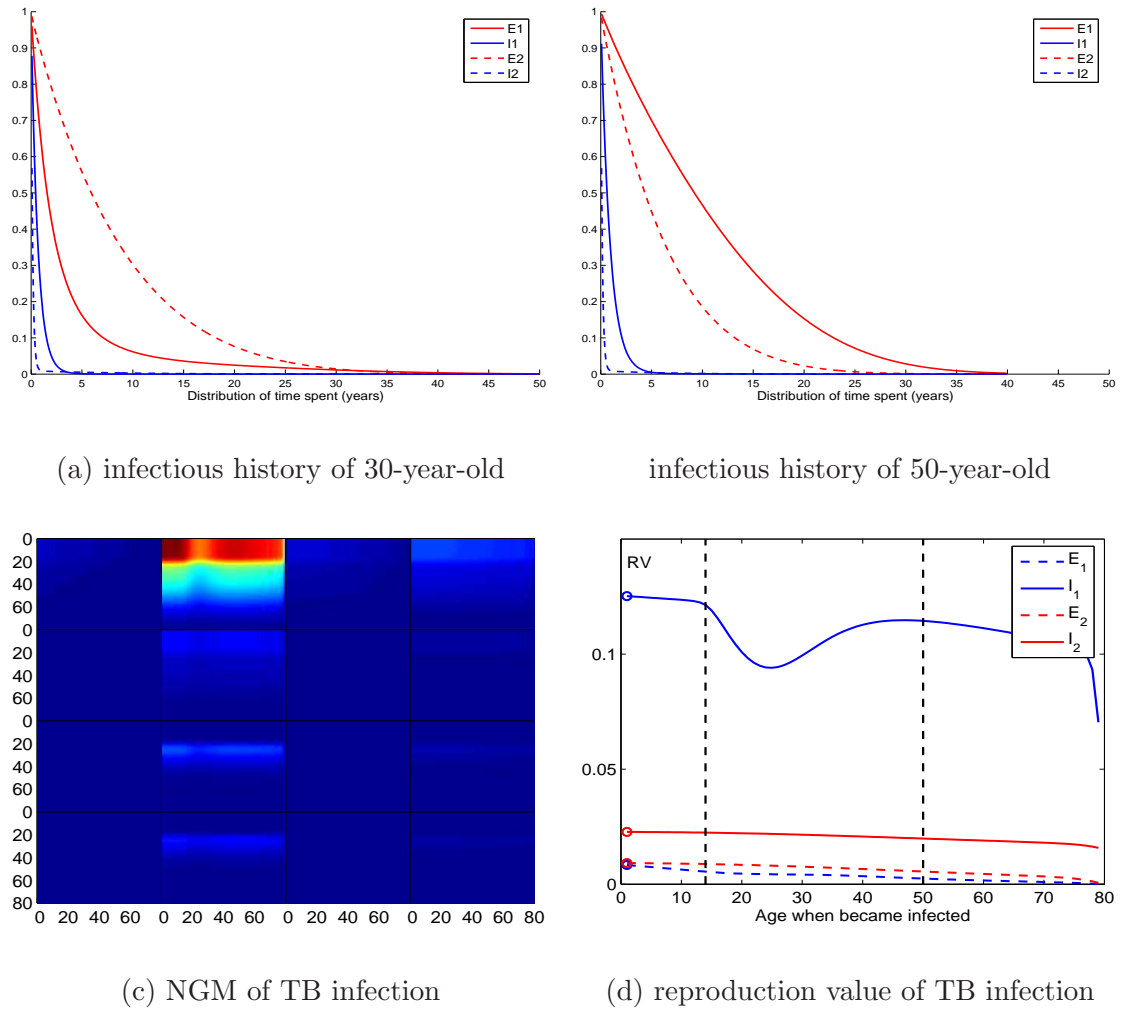 1
0.9
0.8
0.7
0.6
0.5
0.4
0.3
0.2
0.1
0
0 5 10 15 20 25 30 35 40 45 50
Distribution of time spent (years)
E1
I1
E2
I2
1
0.9
0.8
0.7
0.6
0.5
0.4
0.3
0.2
0.1
0
0 5 10 15 20 25 30 35 40 45 50
Distribution of time spent (years)
E1
I1
E2
I2
(a) infectious history of 30-year-old
infectious history of 50-year-old
0
20
40
60
0
20
40
60
0
20
40
60
0
20
40
60
80
0 20 40 60 0 20 40 60 0 20 40 60 0 20 40 60 80
RV
0.1
0.05
0
0 10 20 30 40 50 60 70 80
Age when became infected
E1
I1
E2
I2
(c) NGM of TB infection
(d) reproduction value of TB infection